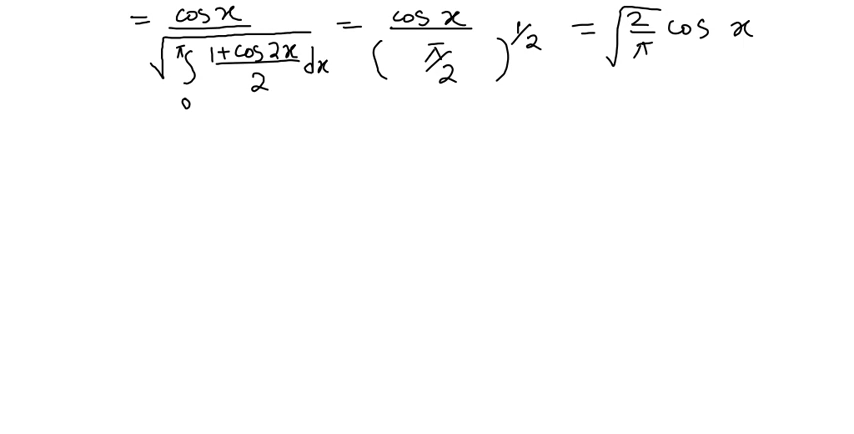 = cos x / √(∫₀^π (1+cos 2x)/2 dx) = cos x / (π/2)^{1/2} = √(2/π) cos x